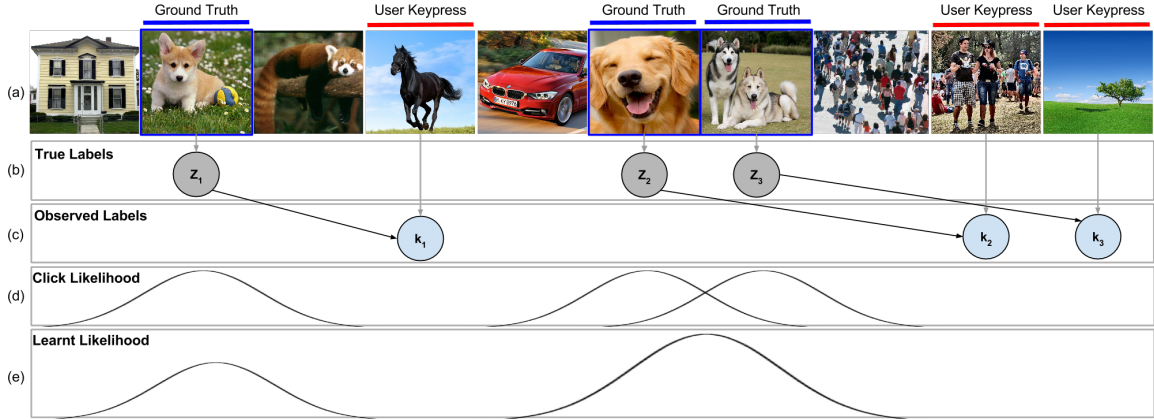 Ground Truth
User Keypress
Ground Truth
Ground Truth
User Keypress
User Keypress
(a)
(b)
True Labels
Z1
Z2
Z3
(c)
Observed Labels
k1
k2
k3
(d)
Click Likelihood
(e)
Learnt Likelihood